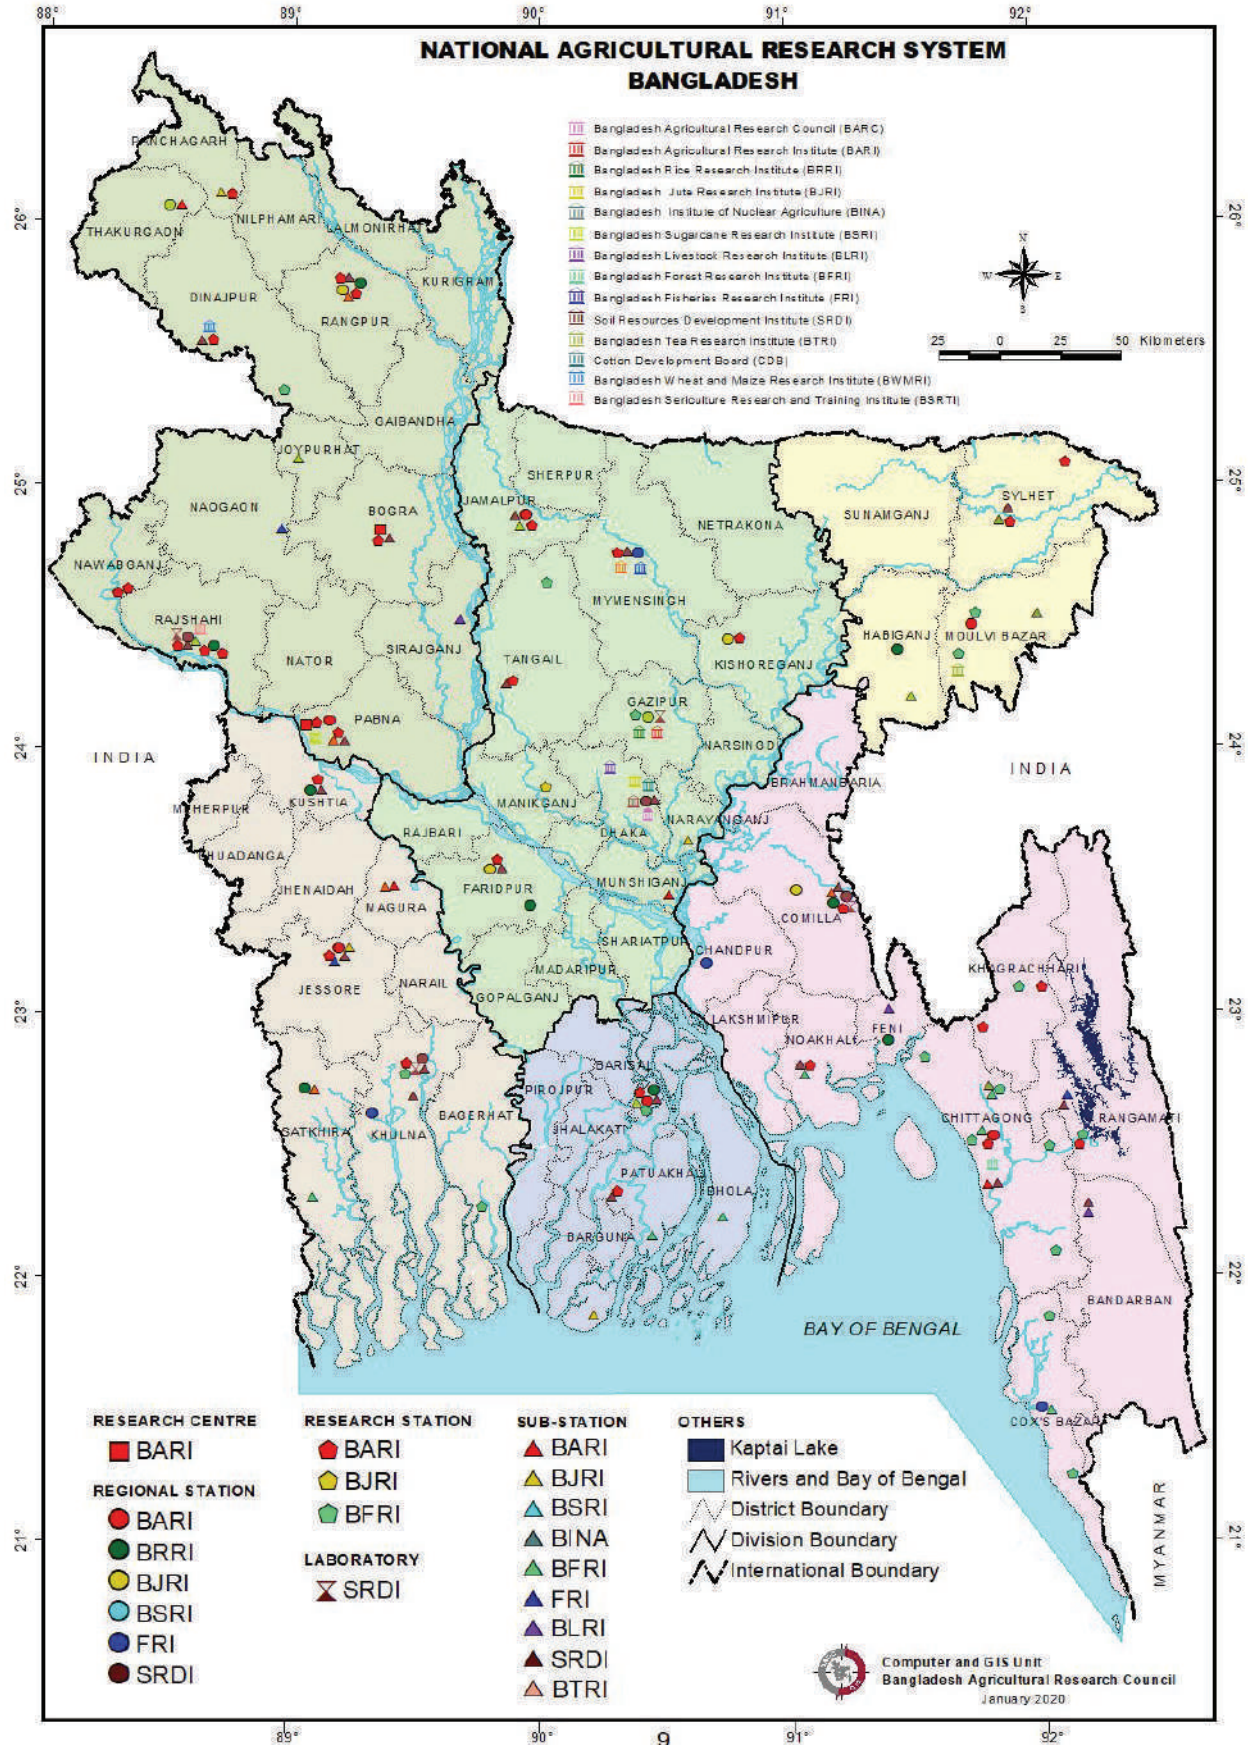 88° 89° 90° 91° 92°
NATIONAL AGRICULTURAL RESEARCH SYSTEM
BANGLADESH
Bangladesh Agricultural Research Council (BARC)
Bangladesh Agricultural Research Institute (BARI)
Bangladesh Rice Research Institute (BRRI)
Bangladesh Jute Research Institute (BJRI)
Bangladesh Institute of Nuclear Agriculture (BINA)
Bangladesh Sugarcane Research Institute (BSRI)
Bangladesh Livestock Research Institute (BLRI)
Bangladesh Forest Research Institute (BFRI)
Bangladesh Fisheries Research Institute (FRI)
Soil Resources Development Institute (SRDI)
Bangladesh Tea Research Institute (BTRI)
Cotton Development Board (CDB)
Bangladesh Wheat and Maize Research Institute (BWMRI)
Bangladesh Sericulture Research and Training Institute (BSRTI)
N
W E
S
25 0 25 50 Kilometers
26° 26°
25° 25°
24° 24°
23° 23°
22° 22°
21° 21°
PANCHAGARH
THAKURGAON
NILPHAMARI
LALMONIRHAT
KURIGRAM
DINAJPUR
RANGPUR
GAIBANDHA
JOYPURHAT
NAOGAON
BOGRA
NAWABGANJ
RAJSHAHI
NATOR
SIRAJGANJ
PABNA
SHERPUR
JAMALPUR
NETRAKONA
MYMENSINGH
TANGAIL
KISHOREGANJ
GAZIPUR
NARSINGDI
MANIKGANJ
DHAKA
NARAYANGANJ
MUNSHIGANJ
RAJBARI
FARIDPUR
SHARIATPUR
MADARIPUR
GOPALGANJ
SUNAMGANJ
SYLHET
HABIGANJ
MOULVI BAZAR
INDIA
INDIA
MEHERPUR
KUSHTIA
CHUADANGA
JHENAIDAH
MAGURA
JESSORE
NARAIL
SATKHIRA
KHULNA
BAGERHAT
BARISAL
PIROJPUR
JHALAKATI
PATUAKHALI
BHOLA
BARGUNA
BRAHMANBARIA
COMILLA
CHANDPUR
LAKSHMIPUR
NOAKHALI
FENI
KHAGRACHHARI
CHITTAGONG
RANGAMATI
BANDARBAN
COX'S BAZAR
BAY OF BENGAL
MYANMAR
RESEARCH CENTRE
BARI
REGIONAL STATION
BARI
BRRI
BJRI
BSRI
FRI
SRDI
RESEARCH STATION
BARI
BJRI
BFRI
LABORATORY
SRDI
SUB-STATION
BARI
BJRI
BSRI
BINA
BFRI
FRI
BLRI
SRDI
BTRI
OTHERS
Kaptai Lake
Rivers and Bay of Bengal
District Boundary
Division Boundary
International Boundary
Computer and GIS Unit
Bangladesh Agricultural Research Council
January 2020
89° 90° 91° 92°
9